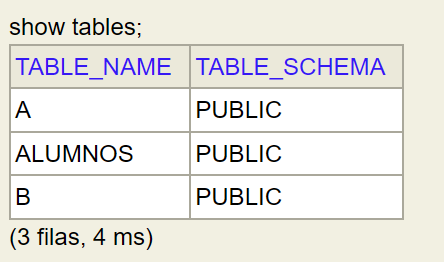 show tables;
TABLE_NAME TABLE_SCHEMA
A PUBLIC
ALUMNOS PUBLIC
B PUBLIC
(3 filas, 4 ms)